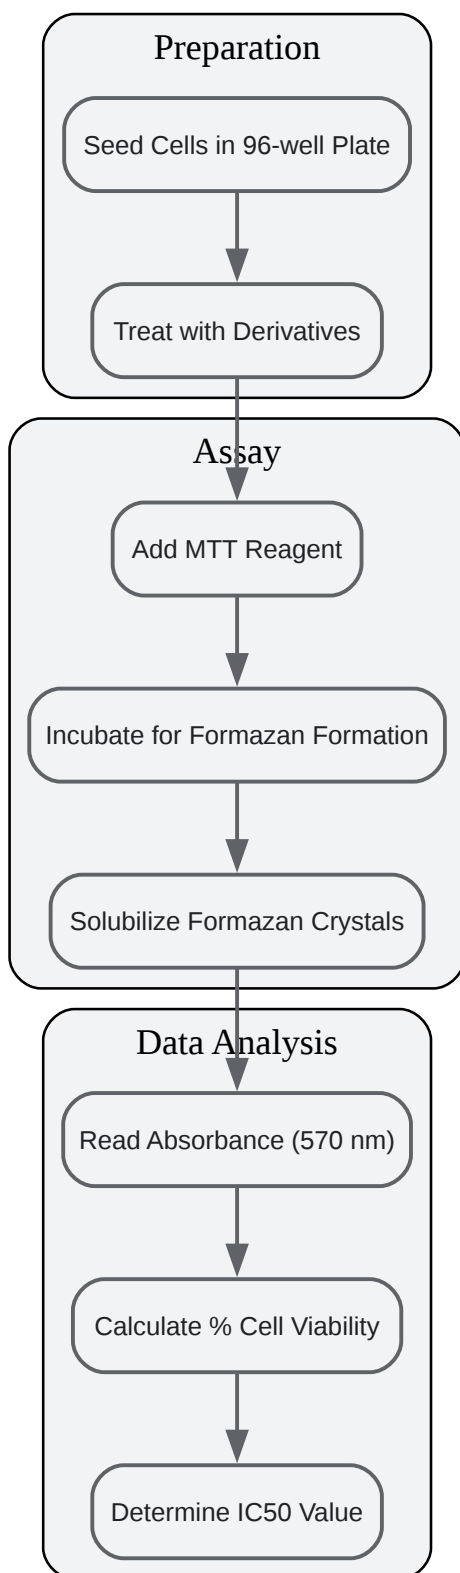 Preparation
Seed Cells in 96-well Plate
Treat with Derivatives
Assay
Add MTT Reagent
Incubate for Formazan Formation
Solubilize Formazan Crystals
Data Analysis
Read Absorbance (570 nm)
Calculate % Cell Viability
Determine IC50 Value